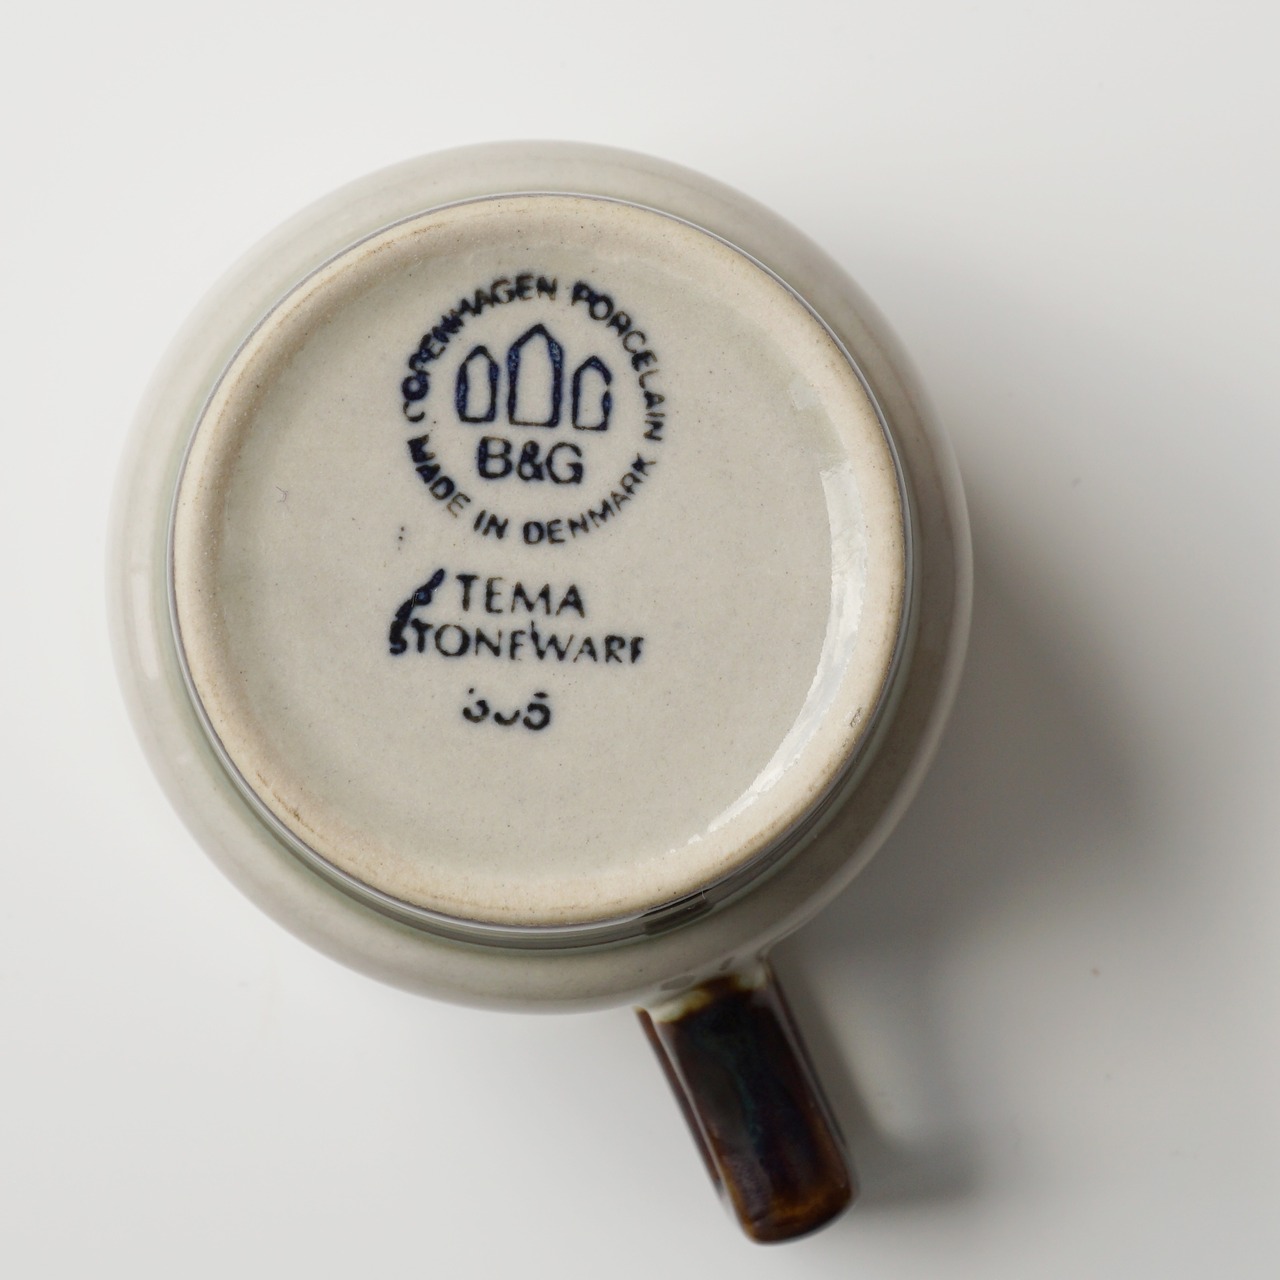 COPENHAGEN PORCELAIN
MADE IN DENMARK
B&G
TEMA
STONEWARE